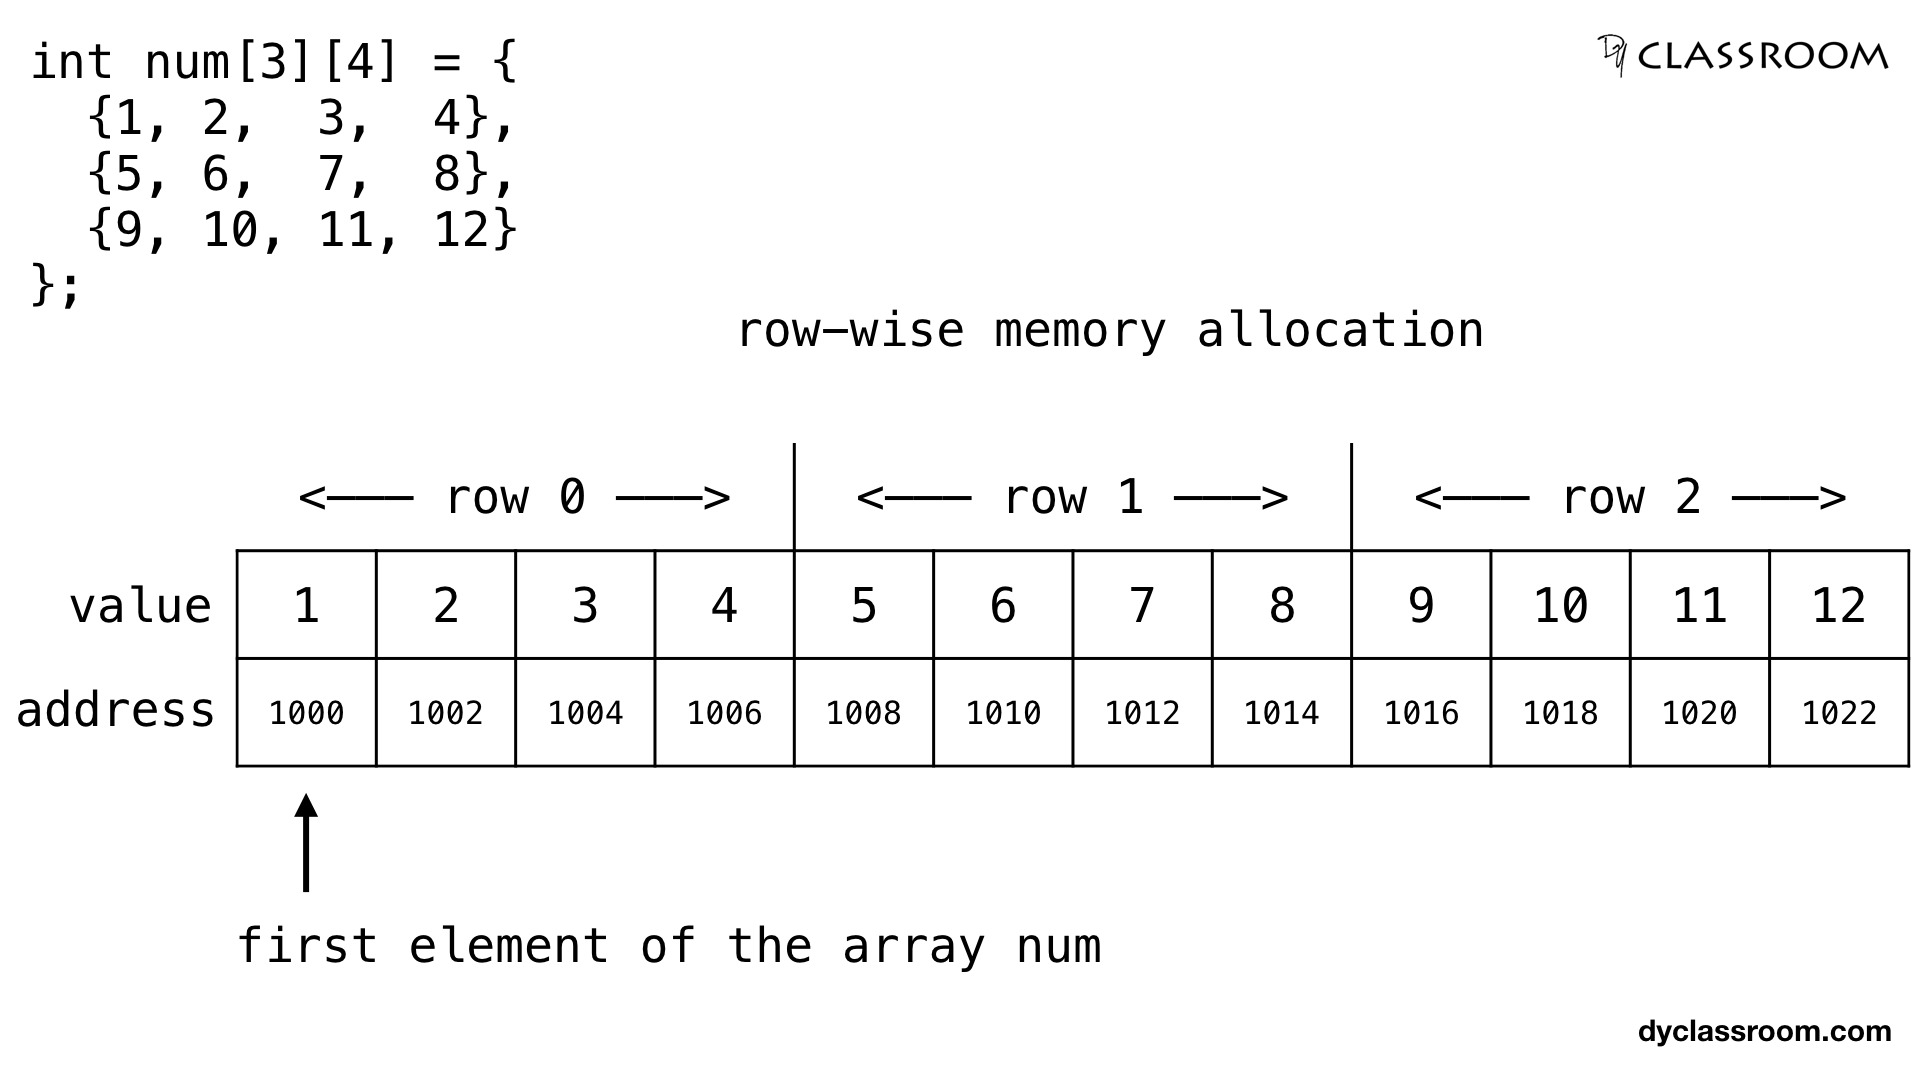 int num[3][4] = {
{1, 2, 3, 4},
{5, 6, 7, 8},
{9, 10, 11, 12}
};
DY CLASSROOM
row-wise memory allocation
<——— row 0 ———> <——— row 1 ———> <——— row 2 ———>
value 1 2 3 4 5 6 7 8 9 10 11 12
address 1000 1002 1004 1006 1008 1010 1012 1014 1016 1018 1020 1022
first element of the array num
dyclassroom.com